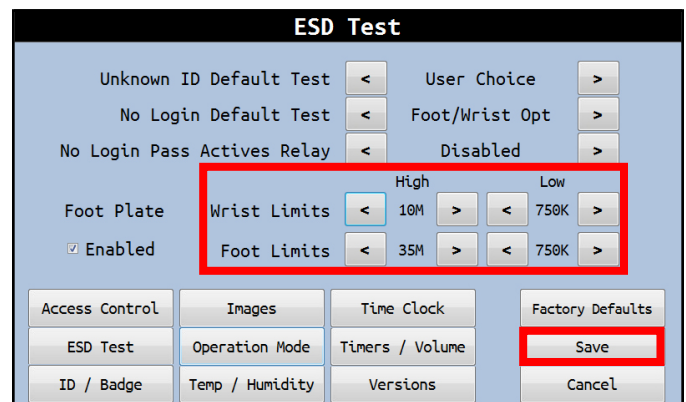 ESD Test
Unknown ID Default Test < User Choice >
No Login Default Test < Foot/Wrist Opt >
No Login Pass Actives Relay < Disabled >
High Low
Foot Plate Wrist Limits < 10M > < 750K >
Enabled Foot Limits < 35M > < 750K >
Access Control Images Time Clock Factory Defaults
ESD Test Operation Mode Timers / Volume Save
ID / Badge Temp / Humidity Versions Cancel